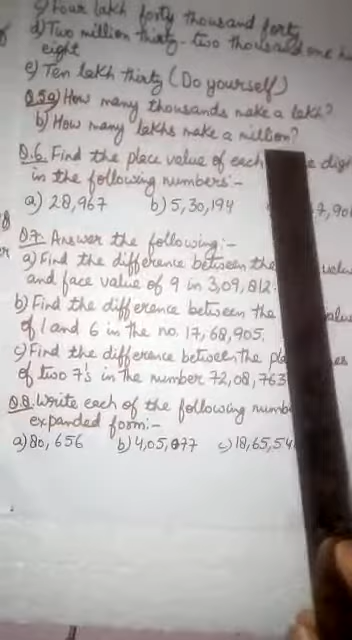 c) Four lakh forty thousand forty
d) Two million thirty-two thousand one
eight
e) Ten lakh thirty (Do yourself)
Q.5 a) How many thousands make a lakh?
b) How many lakhs make a million?
Q.6. Find the place value of each
in the following numbers:-
a) 28,967 b) 5,30,194
Q7. Answer the following:-
a) Find the difference between the
and face value of 9 in 3,09,812.
b) Find the difference between the
of 1 and 6 in the no. 17,68,905.
c) Find the difference between the
of two 7's in the number 72,08,763
Q.8. Write each of the following
expanded form:-
a) 80,656 b) 4,05,077 c) 18,65,54